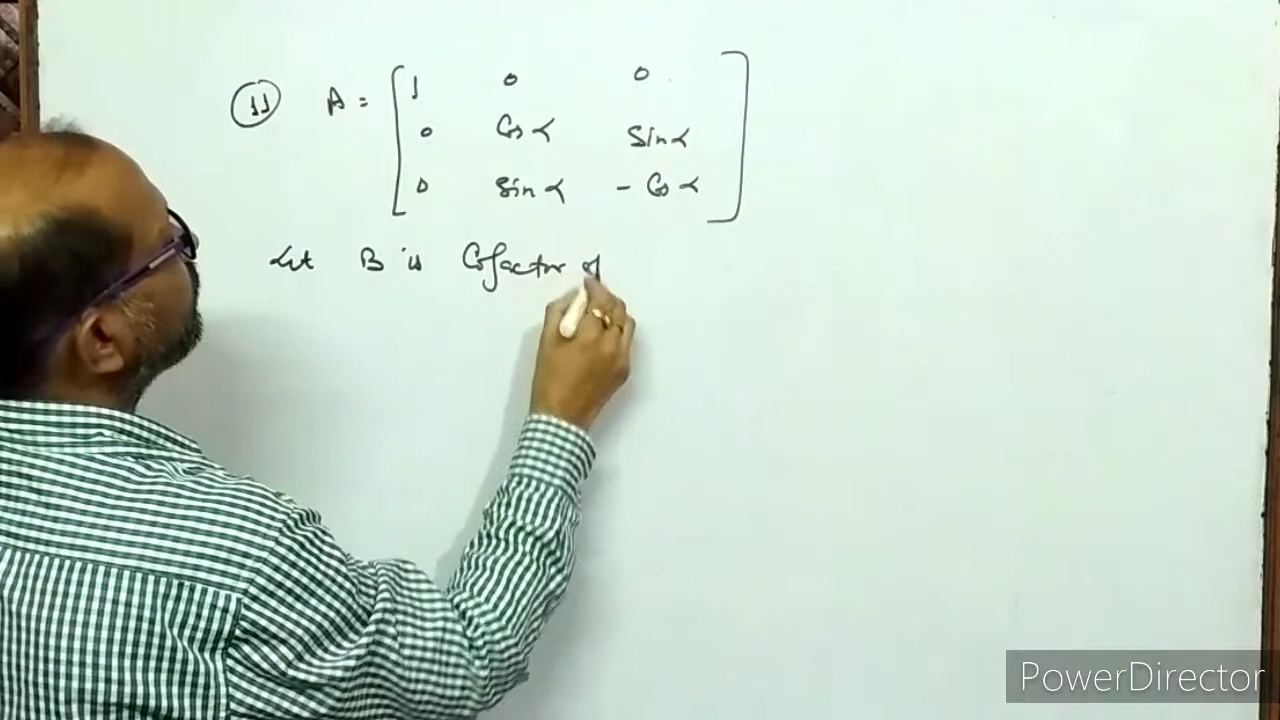 11 A = [ 1 0 0
0 Cos α Sin α
0 Sin α - Cos α ]
Let B is Cofactor of
PowerDirector